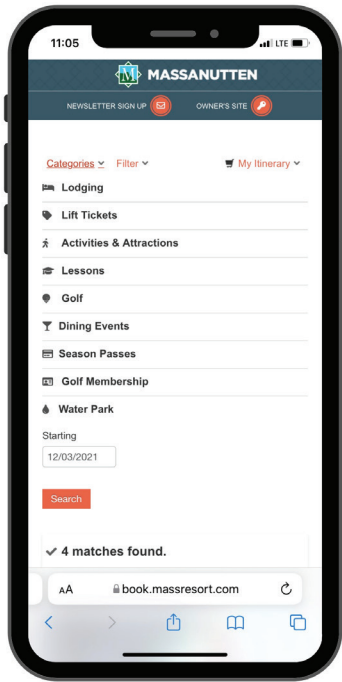 11:05 LTE
MASSANUTTEN
NEWSLETTER SIGN UP OWNER'S SITE
Categories Filter My Itinerary
Lodging
Lift Tickets
Activities & Attractions
Lessons
Golf
Dining Events
Season Passes
Golf Membership
Water Park
Starting
12/03/2021
Search
4 matches found.
AA book.massresort.com